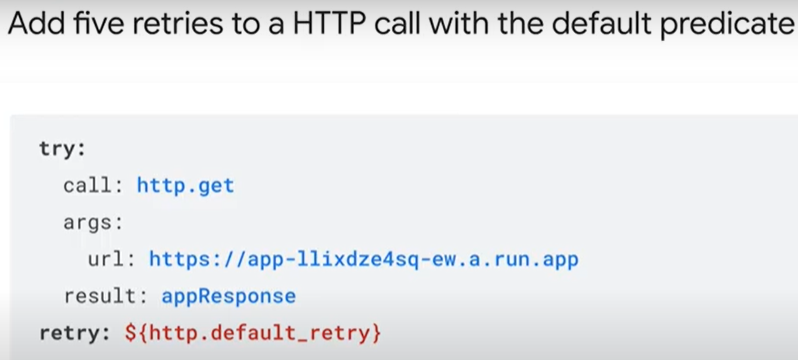 Add five retries to a HTTP call with the default predicate
try:
call: http.get
args:
url: https://app-llixdze4sq-ew.a.run.app
result: appResponse
retry: ${http.default_retry}